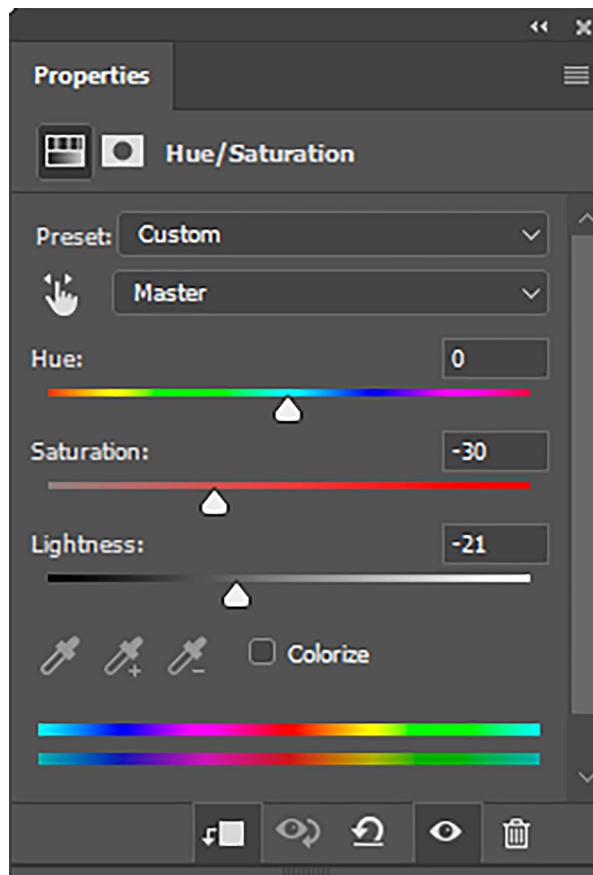 Properties
Hue/Saturation
Preset: Custom
Master
Hue: 0
Saturation: -30
Lightness: -21
Colorize